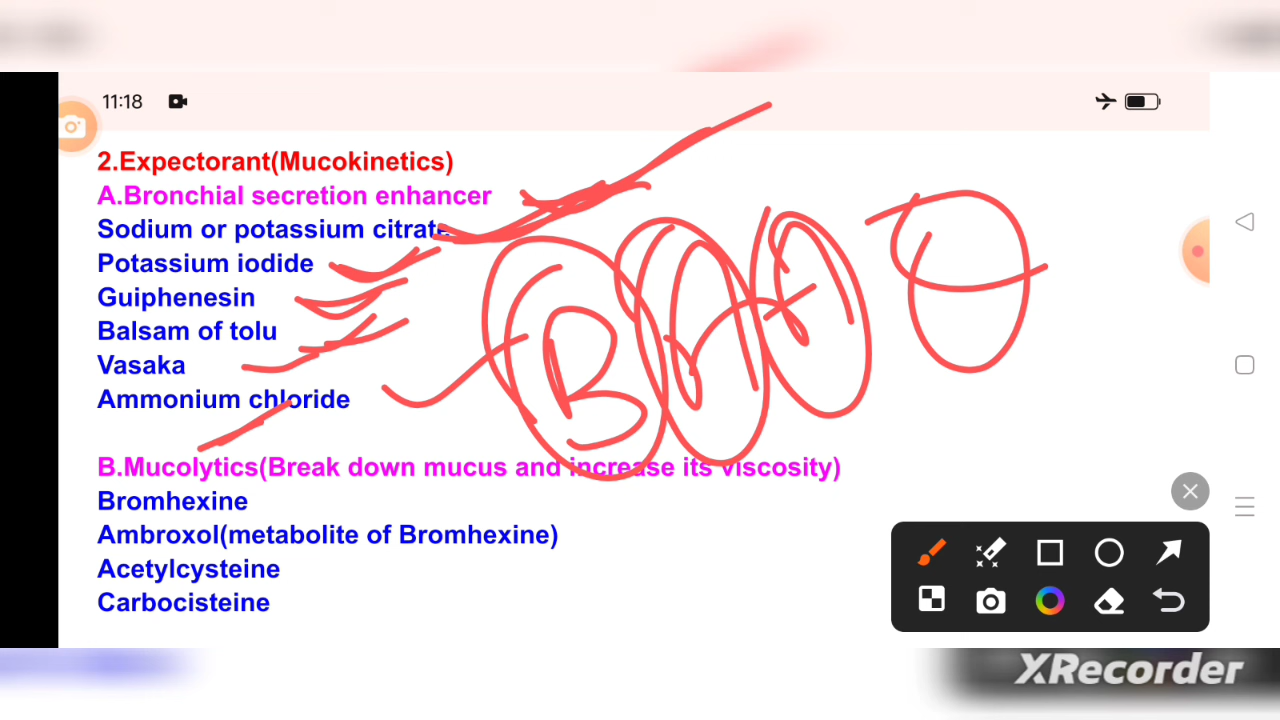 11:18
2.Expectorant(Mucokinetics)
A.Bronchial secretion enhancer
Sodium or potassium citrate
Potassium iodide
Guiphenesin
Balsam of tolu
Vasaka
Ammonium chloride
B.Mucolytics(Break down mucus and increase its viscosity)
Bromhexine
Ambroxol(metabolite of Bromhexine)
Acetylcysteine
Carbocisteine
XRecorder